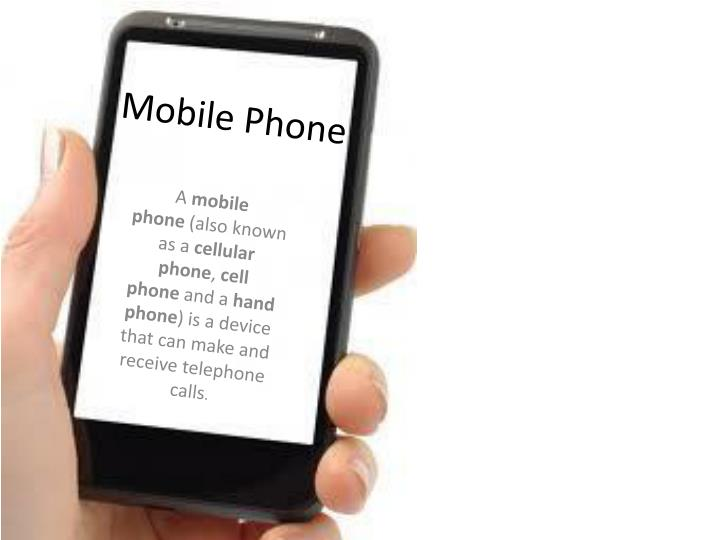 Mobile Phone
A mobile
phone (also known
as a cellular
phone, cell
phone and a hand
phone) is a device
that can make and
receive telephone
calls.